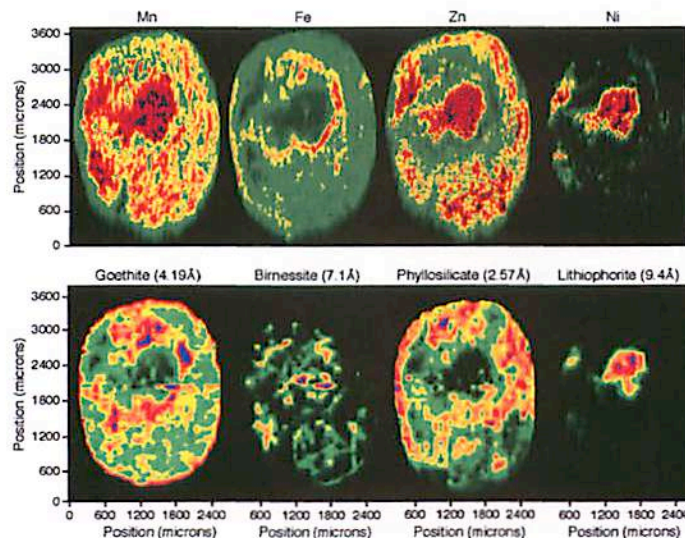 Mn Fe Zn Ni
3600
3000
2400
1800
1200
600
0
Position (microns)
Goethite (4.19Å) Birnessite (7.1Å) Phyllosilicate (2.57Å) Lithiophorite (9.4Å)
3600
3000
2400
1800
1200
600
0
Position (microns)
0 600 1200 1800 2400 600 1200 1800 2400 600 1200 1800 2400 600 1200 1800 2400
Position (microns) Position (microns) Position (microns) Position (microns)